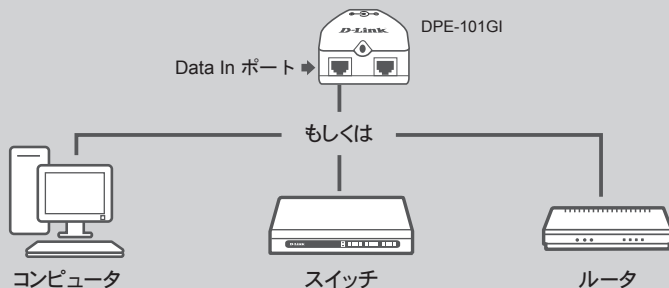 D-Link
DPE-101GI
Data In ポート
もしくは
D-Link
コンピュータ
スイッチ
ルータ